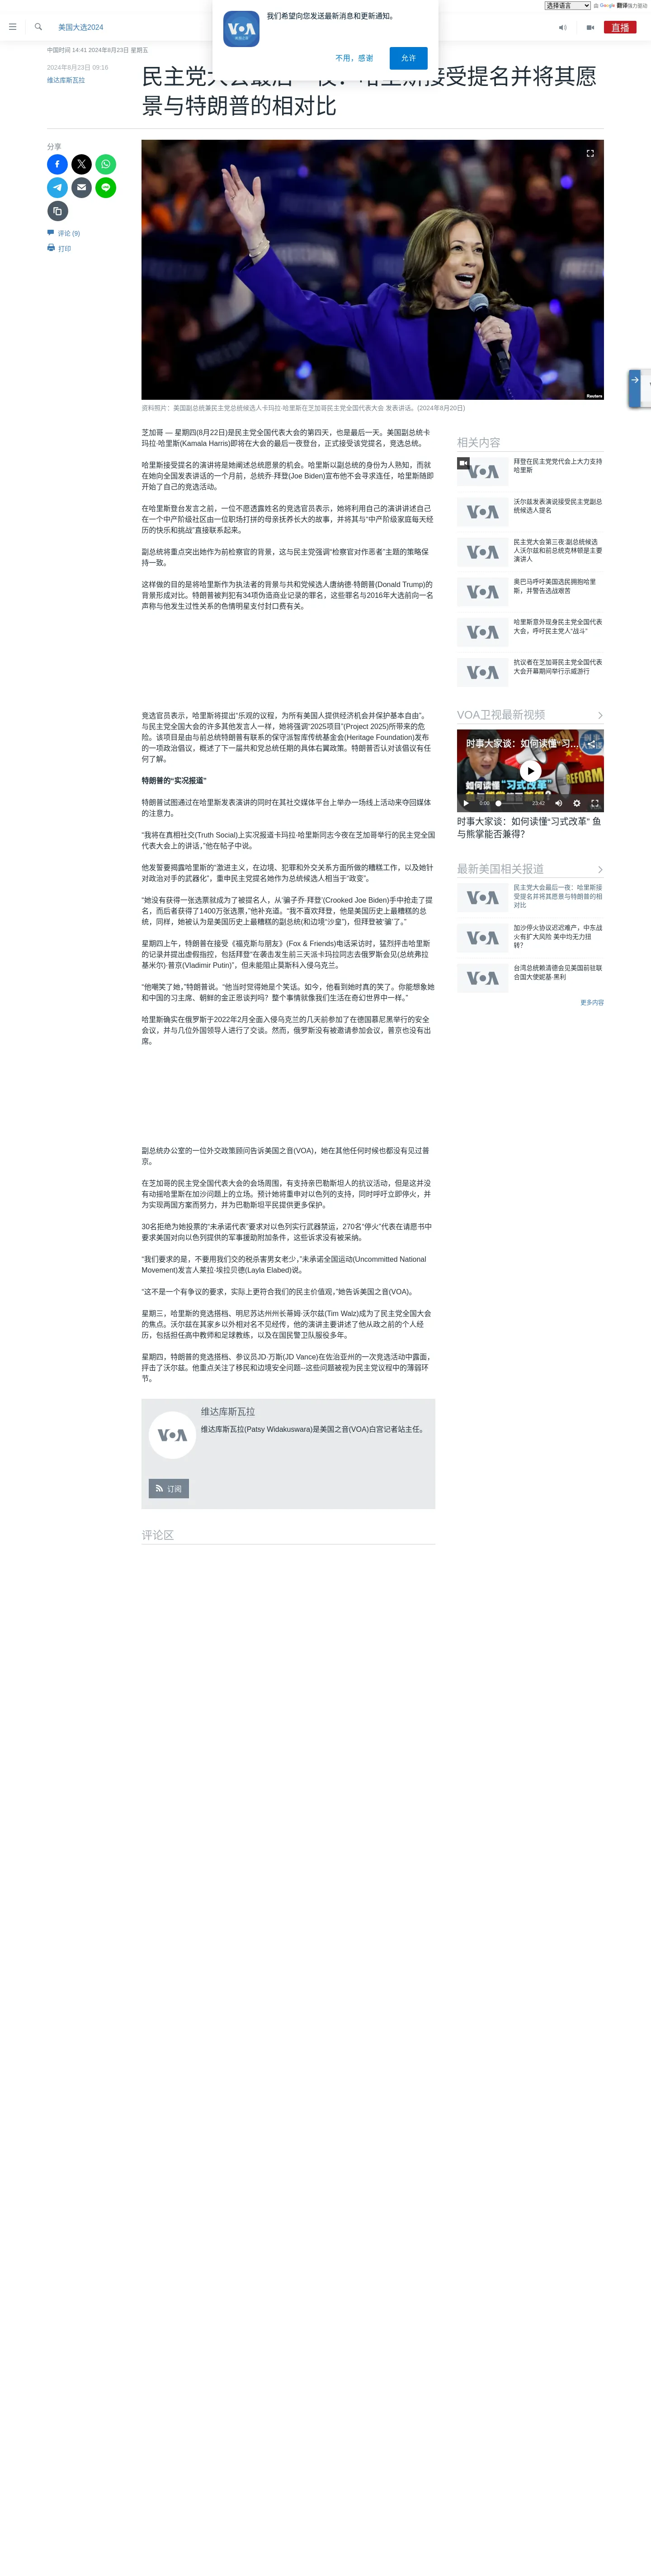 选择语言
由 Google 翻译强力驱动
我们希望向您发送最新消息和更新通知。
VOA
美国之音
不用，感谢
允许
美国大选2024
直播
中国时间 14:41 2024年8月23日 星期五
2024年8月23日 09:16
维达库斯瓦拉
民主党大会最后一夜：哈里斯接受提名并将其愿
景与特朗普的相对比
分享
评论 (9)
打印
Reuters
资料照片：美国副总统兼民主党总统候选人卡玛拉·哈里斯在芝加哥民主党全国代表大会 发表讲话。(2024年8月20日)
芝加哥 — 星期四(8月22日)是民主党全国代表大会的第四天，也是最后一天。美国副总统卡
玛拉·哈里斯(Kamala Harris)即将在大会的最后一夜登台，正式接受该党提名，竞选总统。
哈里斯接受提名的演讲将是她阐述总统愿景的机会。哈里斯以副总统的身份为人熟知，而就
在她向全国发表讲话的一个月前，总统乔·拜登(Joe Biden)宣布他不会寻求连任，哈里斯随即
开始了自己的竞选活动。
在哈里斯登台发言之前，一位不愿透露姓名的竞选官员表示，她将利用自己的演讲讲述自己
在一个中产阶级社区由一位职场打拼的母亲抚养长大的故事，并将其与“中产阶级家庭每天经
历的快乐和挑战”直接联系起来。
副总统将重点突出她作为前检察官的背景，这与民主党强调“检察官对作恶者”主题的策略保
持一致。
这样做的目的是将哈里斯作为执法者的背景与共和党候选人唐纳德·特朗普(Donald Trump)的
背景形成对比。特朗普被判犯有34项伪造商业记录的罪名，这些罪名与2016年大选前向一名
声称与他发生过性关系的色情明星支付封口费有关。
竞选官员表示，哈里斯将提出“乐观的议程，为所有美国人提供经济机会并保护基本自由”。
与民主党全国大会的许多其他发言人一样，她将强调“2025项目”(Project 2025)所带来的危
险。该项目是由与前总统特朗普有联系的保守派智库传统基金会(Heritage Foundation)发布
的一项政治倡议，概述了下一届共和党总统任期的具体右翼政策。特朗普否认对该倡议有任
何了解。
特朗普的“实况报道”
特朗普试图通过在哈里斯发表演讲的同时在其社交媒体平台上举办一场线上活动来夺回媒体
的注意力。
“我将在真相社交(Truth Social)上实况报道卡玛拉·哈里斯同志今夜在芝加哥举行的民主党全国
代表大会上的讲话，”他在帖子中说。
他发誓要揭露哈里斯的“激进主义，在边境、犯罪和外交关系方面所做的糟糕工作，以及她针
对政治对手的武器化”，重申民主党提名她作为总统候选人相当于“政变”。
“她没有获得一张选票就成为了被提名人，从‘骗子乔·拜登’(Crooked Joe Biden)手中抢走了提
名，而后者获得了1400万张选票，”他补充道。“我不喜欢拜登，他是美国历史上最糟糕的总
统，同样，她被认为是美国历史上最糟糕的副总统(和边境“沙皇”)，但拜登被‘骗’了。”
星期四上午，特朗普在接受《福克斯与朋友》(Fox & Friends)电话采访时，猛烈抨击哈里斯
的记录并提出虚假指控，包括拜登“在袭击发生前三天派卡玛拉同志去俄罗斯会见(总统弗拉
基米尔)·普京(Vladimir Putin)”，但未能阻止莫斯科入侵乌克兰。
“他嘲笑了她，”特朗普说。“他当时觉得她是个笑话。如今，他看到她时真的笑了。你能想象她
和中国的习主席、朝鲜的金正恩谈判吗？整个事情就像我们生活在奇幻世界中一样。”
哈里斯确实在俄罗斯于2022年2月全面入侵乌克兰的几天前参加了在德国慕尼黑举行的安全
会议，并与几位外国领导人进行了交谈。然而，俄罗斯没有被邀请参加会议，普京也没有出
席。
副总统办公室的一位外交政策顾问告诉美国之音(VOA)，她在其他任何时候也都没有见过普
京。
在芝加哥的民主党全国代表大会的会场周围，有支持亲巴勒斯坦人的抗议活动，但是这并没
有动摇哈里斯在加沙问题上的立场。预计她将重申对以色列的支持，同时呼吁立即停火，并
为实现两国方案而努力，并为巴勒斯坦平民提供更多保护。
30名拒绝为她投票的“未承诺代表”要求对以色列实行武器禁运，270名“停火”代表在请愿书中
要求美国对向以色列提供的军事援助附加条件，这些诉求没有被采纳。
“我们要求的是，不要用我们交的税杀害男女老少，”未承诺全国运动(Uncommitted National
Movement)发言人莱拉·埃拉贝德(Layla Elabed)说。
“这不是一个有争议的要求，实际上更符合我们的民主价值观，”她告诉美国之音(VOA)。
星期三，哈里斯的竞选搭档、明尼苏达州州长蒂姆·沃尔兹(Tim Walz)成为了民主党全国大会
的焦点。沃尔兹在其家乡以外相对名不见经传，他的演讲主要讲述了他从政之前的个人经
历，包括担任高中教师和足球教练，以及在国民警卫队服役多年。
星期四，特朗普的竞选搭档、参议员JD·万斯(JD Vance)在佐治亚州的一次竞选活动中露面，
抨击了沃尔兹。他重点关注了移民和边境安全问题--这些问题被视为民主党议程中的薄弱环
节。
VOA
维达库斯瓦拉
维达库斯瓦拉(Patsy Widakuswara)是美国之音(VOA)白宫记者站主任。
订阅
评论区
相关内容
VOA
拜登在民主党党代会上大力支持
哈里斯
VOA
沃尔兹发表演说接受民主党副总
统候选人提名
VOA
民主党大会第三夜:副总统候选
人沃尔兹和前总统克林顿是主要
演讲人
VOA
奥巴马呼吁美国选民拥抱哈里
斯，并警告选战艰苦
VOA
哈里斯意外现身民主党全国代表
大会，呼吁民主党人“战斗”
VOA
抗议者在芝加哥民主党全国代表
大会开幕期间举行示威游行
VOA卫视最新视频
时事大家谈：如何读懂“习...
如何读懂“习式改革”
REFORM
0:00
23:42
时事大家谈：如何读懂“习式改革” 鱼
与熊掌能否兼得？
最新美国相关报道
VOA
民主党大会最后一夜：哈里斯接
受提名并将其愿景与特朗普的相
对比
VOA
加沙停火协议迟迟难产，中东战
火有扩大风险 美中均无力扭
转？
VOA
台湾总统赖清德会见美国前驻联
合国大使妮基·黑利
更多内容